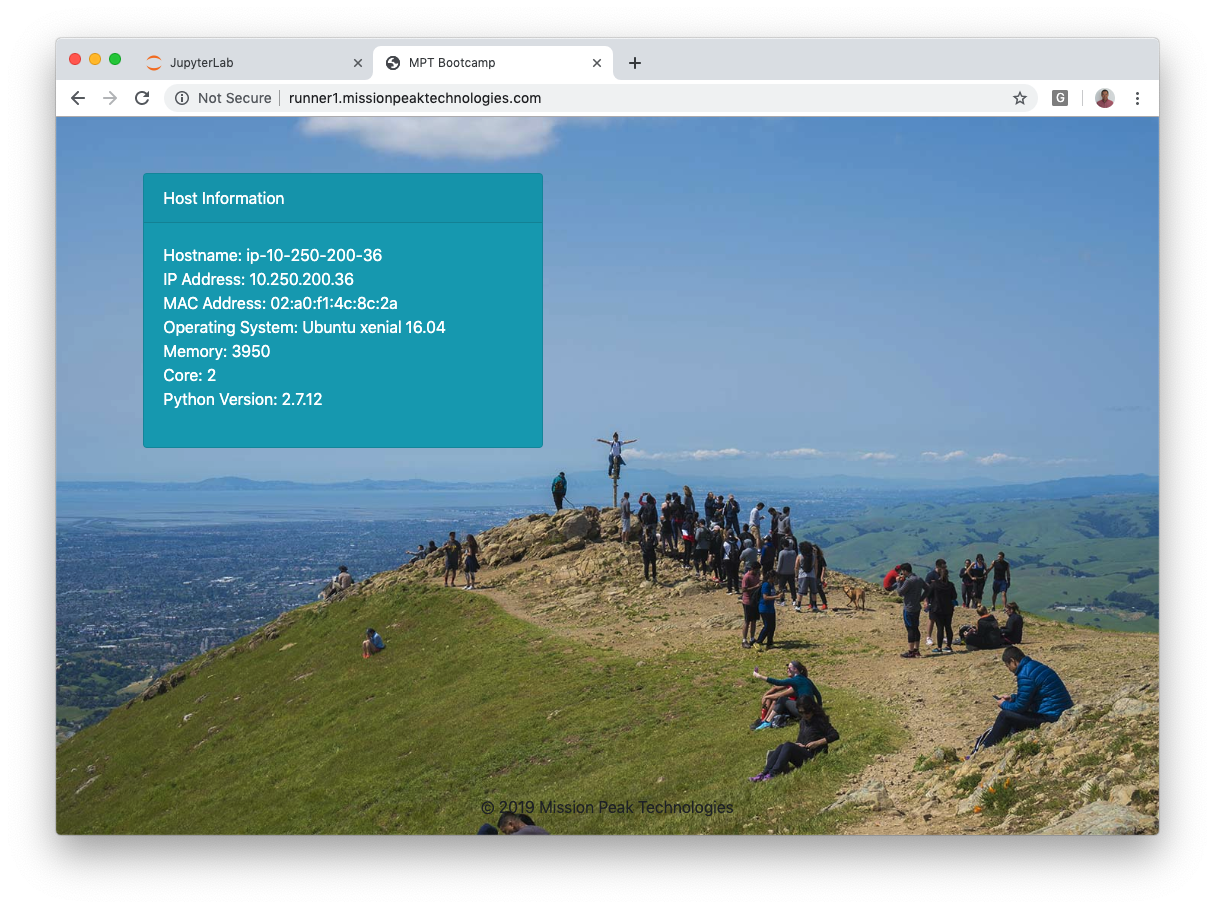 JupyterLab
MPT Bootcamp
Not Secure
runner1.missionpeaktechnologies.com
G
Host Information
Hostname: ip-10-250-200-36
IP Address: 10.250.200.36
MAC Address: 02:a0:f1:4c:8c:2a
Operating System: Ubuntu xenial 16.04
Memory: 3950
Core: 2
Python Version: 2.7.12
© 2019 Mission Peak Technologies